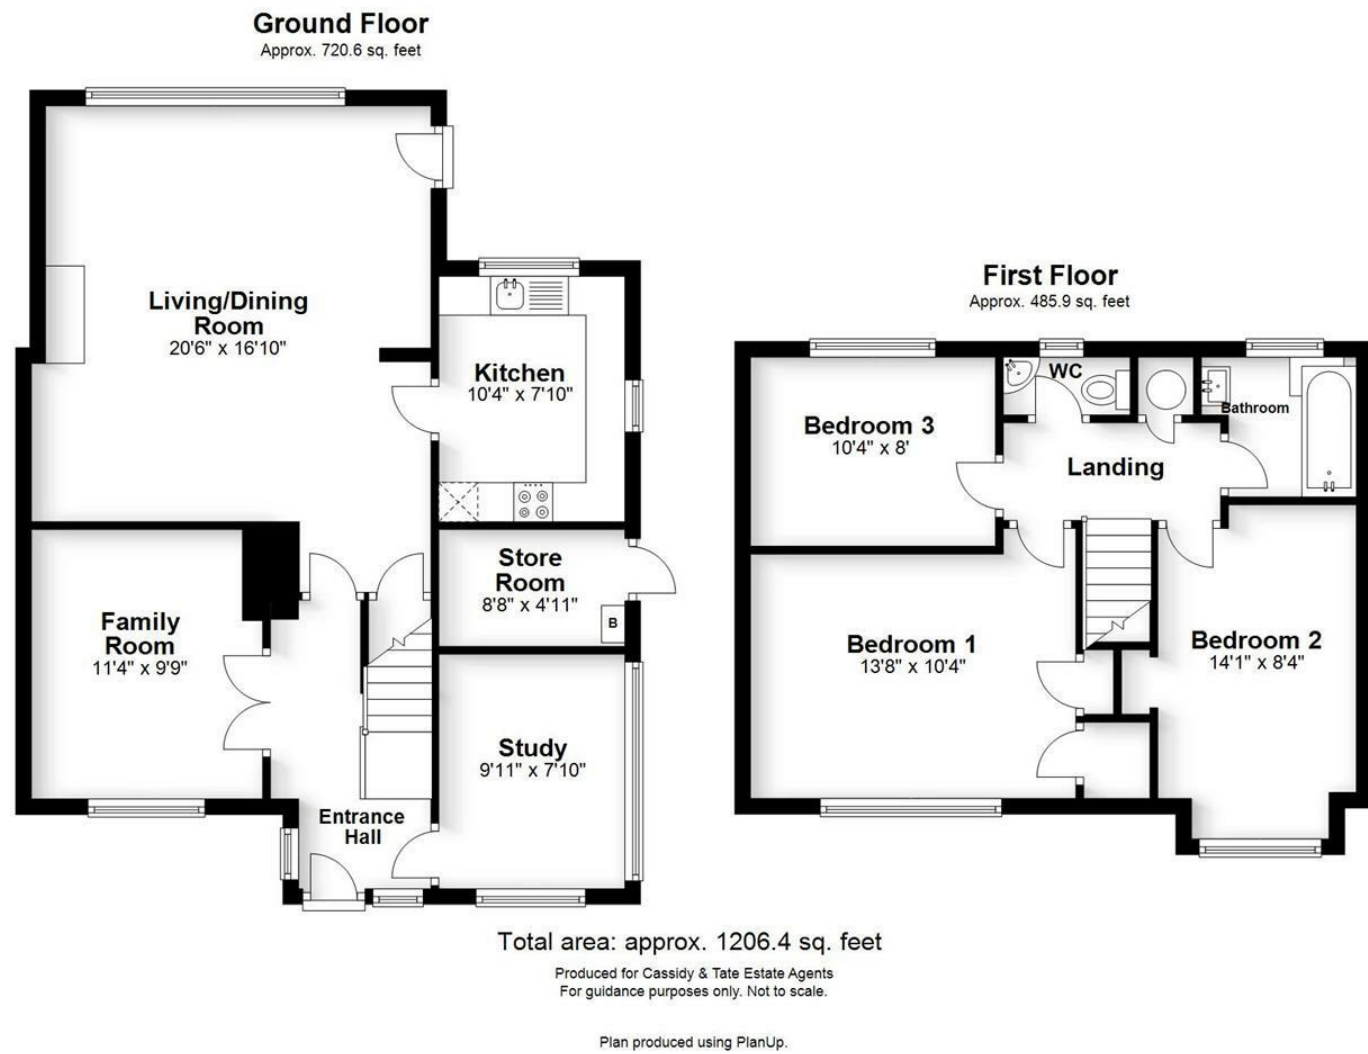 Ground Floor
Approx. 720.6 sq. feet
Living/Dining
Room
20'6" x 16'10"
Kitchen
10'4" x 7'10"
Store
Room
8'8" x 4'11"
B
Family
Room
11'4" x 9'9"
Study
9'11" x 7'10"
Entrance
Hall
First Floor
Approx. 485.9 sq. feet
WC
Bathroom
Bedroom 3
10'4" x 8'
Landing
Bedroom 1
13'8" x 10'4"
Bedroom 2
14'1" x 8'4"
Total area: approx. 1206.4 sq. feet
Produced for Cassidy & Tate Estate Agents
For guidance purposes only. Not to scale.
Plan produced using PlanUp.